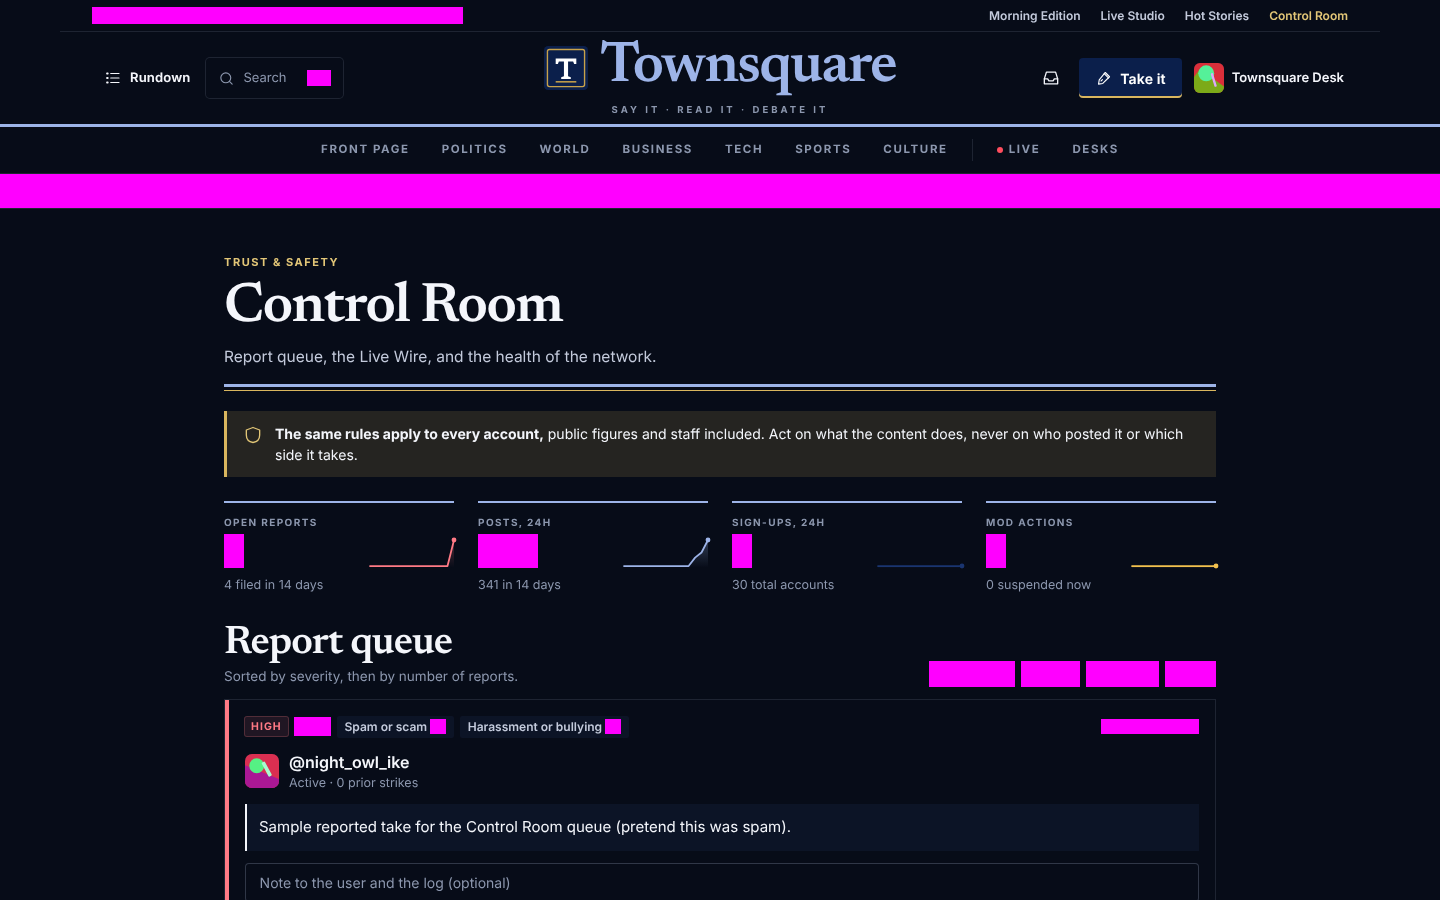 Morning Edition Live Studio Hot Stories Control Room
Rundown
Search
T Townsquare
SAY IT · READ IT · DEBATE IT
Take it
Townsquare Desk
FRONT PAGE POLITICS WORLD BUSINESS TECH SPORTS CULTURE LIVE DESKS
TRUST & SAFETY
Control Room
Report queue, the Live Wire, and the health of the network.
The same rules apply to every account, public figures and staff included. Act on what the content does, never on who posted it or which
side it takes.
OPEN REPORTS
4 filed in 14 days
POSTS, 24H
341 in 14 days
SIGN-UPS, 24H
30 total accounts
MOD ACTIONS
0 suspended now
Report queue
Sorted by severity, then by number of reports.
HIGH Spam or scam Harassment or bullying
@night_owl_ike
Active · 0 prior strikes
Sample reported take for the Control Room queue (pretend this was spam).
Note to the user and the log (optional)